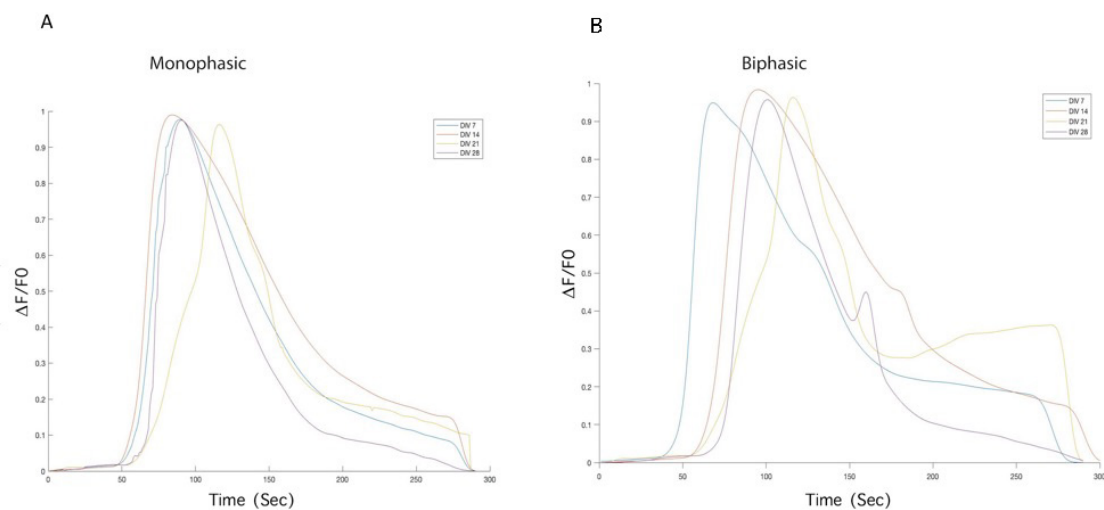 A
Monophasic
1
0.9
0.8
0.7
0.6
0.5
0.4
0.3
0.2
0.1
0
ΔF/F0
0 50 100 150 200 250 300
Time (Sec)
DIV 7
DIV 14
DIV 21
DIV 28
B
Biphasic
1
0.9
0.8
0.7
0.6
0.5
0.4
0.3
0.2
0.1
0
ΔF/F0
0 50 100 150 200 250 300
Time (Sec)
DIV 7
DIV 14
DIV 21
DIV 28